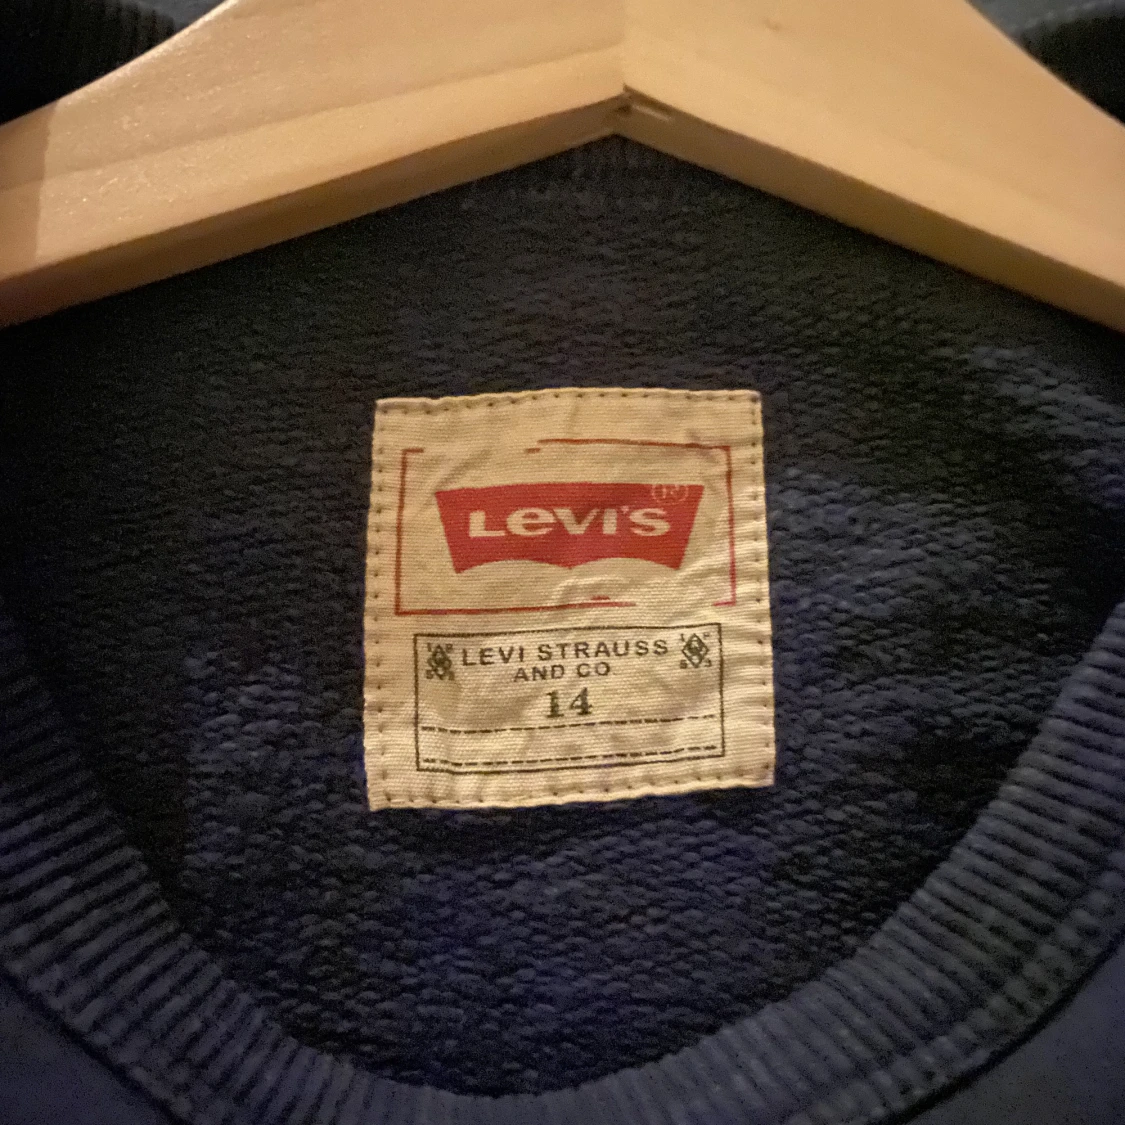 Levi's ®
LEVI STRAUSS
AND CO
14